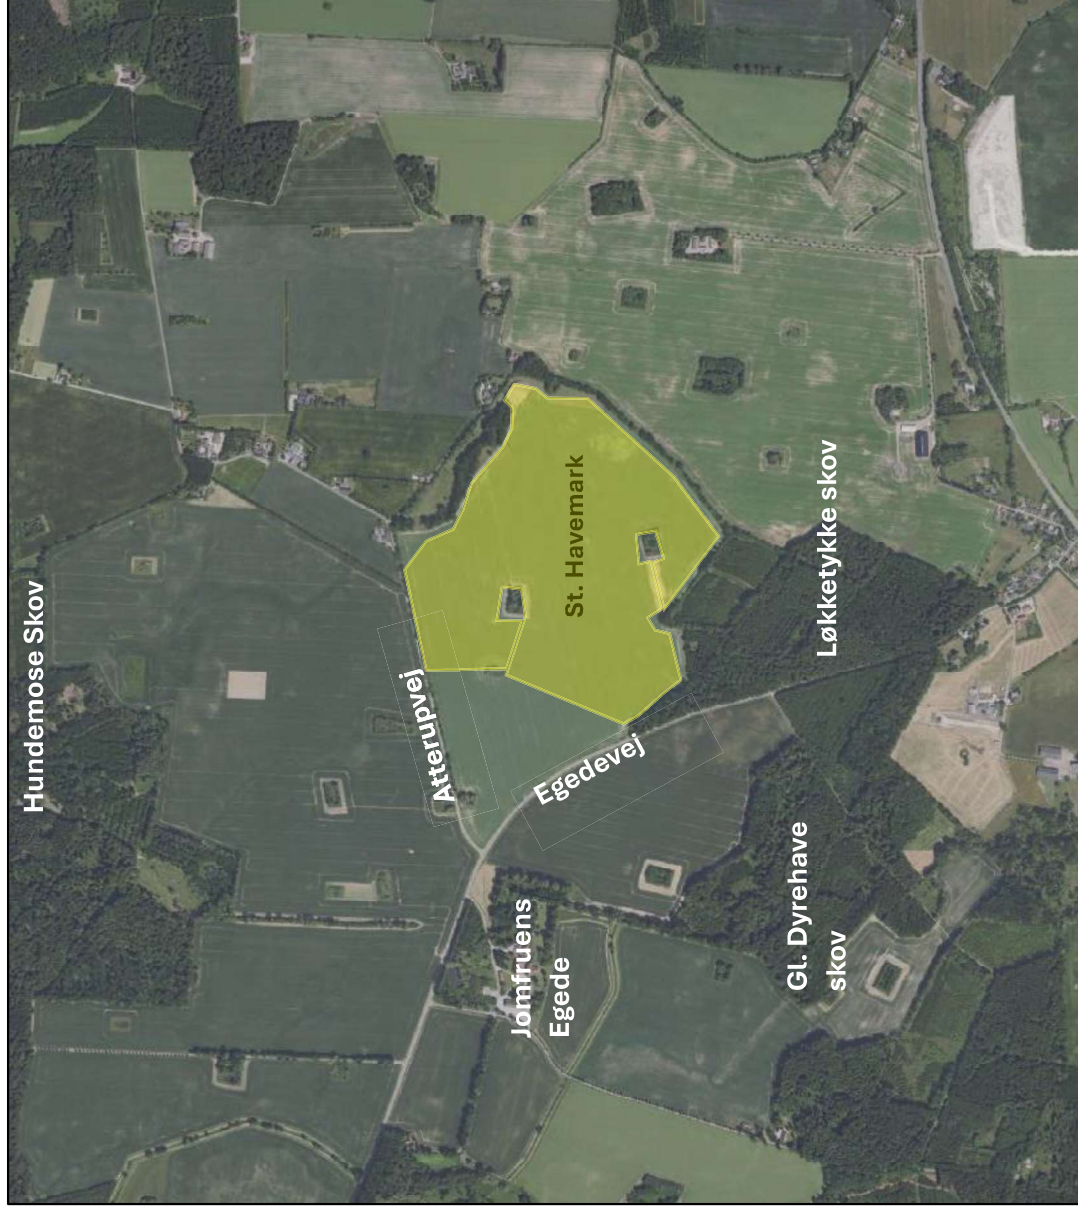 Hundemose Skov
Atterupvej
St. Havemark
Egedevej
Løkketykke skov
Jomfruens
Egede
Gl. Dyrehave
skov